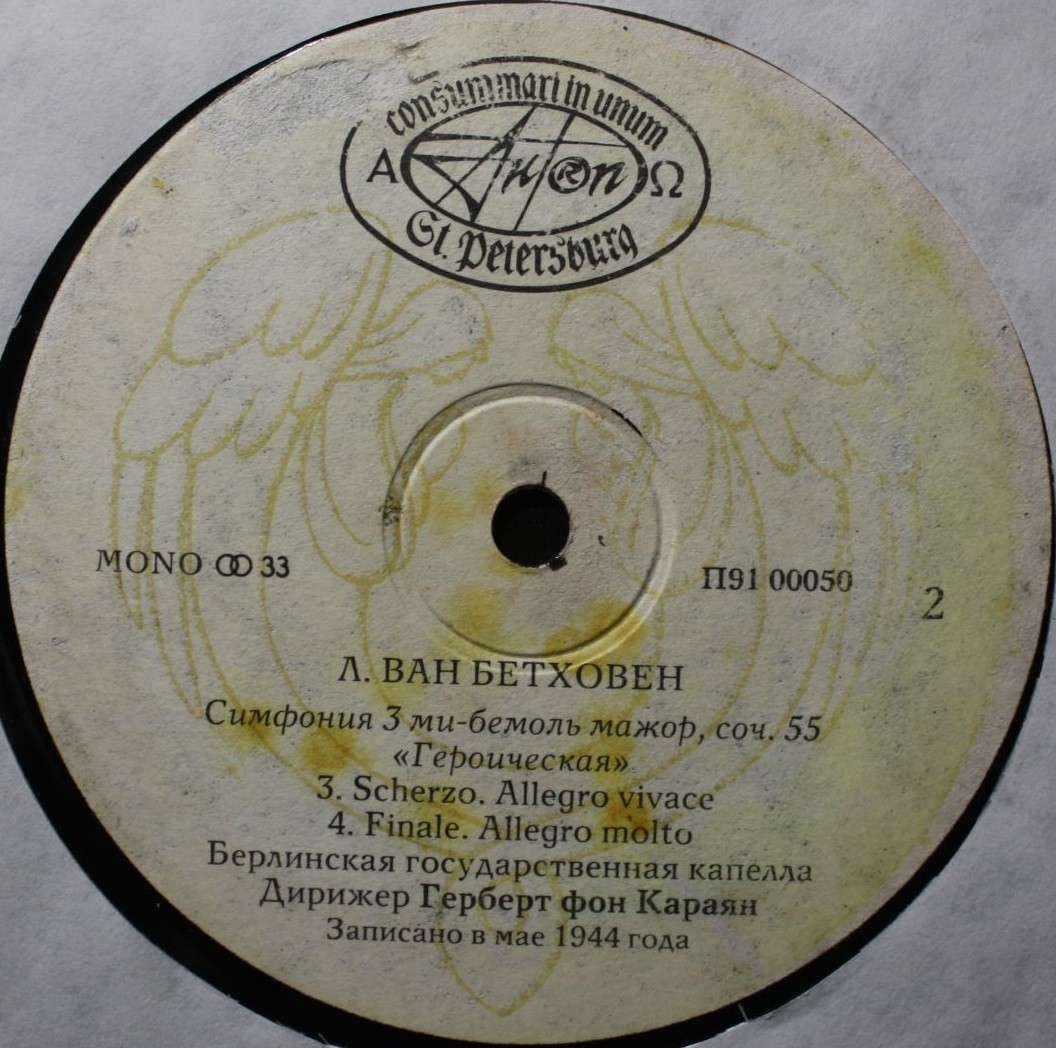 consummari in unum
Α АнТон Ω
St. Petersburg
MONO 33
П91 00050
2
Л. ВАН БЕТХОВЕН
Симфония 3 ми-бемоль мажор, соч. 55
«Героическая»
3. Scherzo. Allegro vivace
4. Finale. Allegro molto
Берлинская государственная капелла
Дирижер Герберт фон Караян
Записано в мае 1944 года